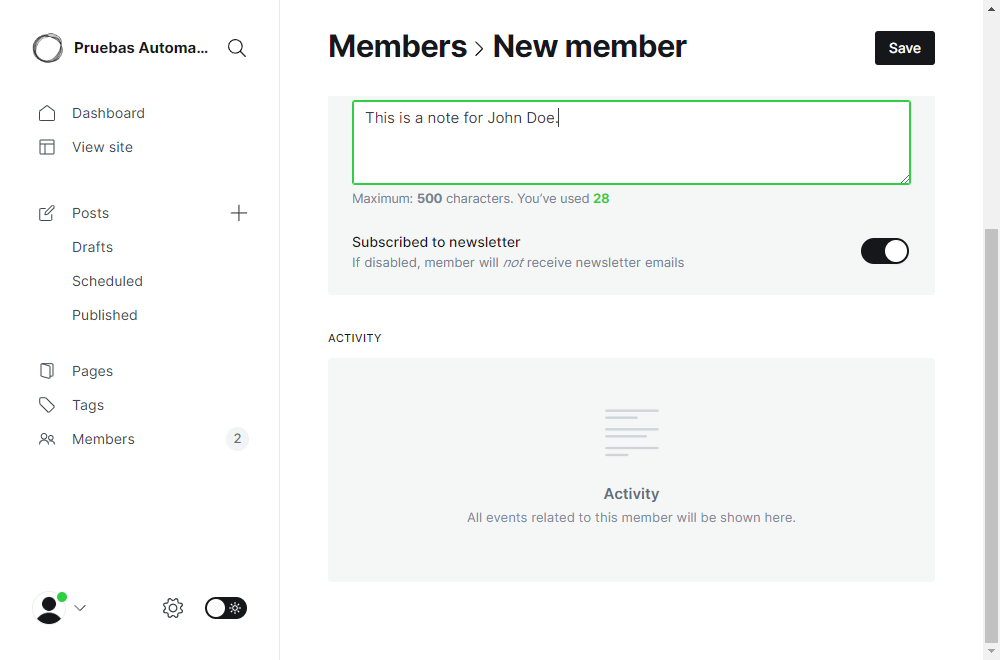 Pruebas Automa...
Dashboard
View site
Posts
Drafts
Scheduled
Published
Pages
Tags
Members 2
Members › New member
Save
This is a note for John Doe.
Maximum: 500 characters. You've used 28
Subscribed to newsletter
If disabled, member will not receive newsletter emails
ACTIVITY
Activity
All events related to this member will be shown here.